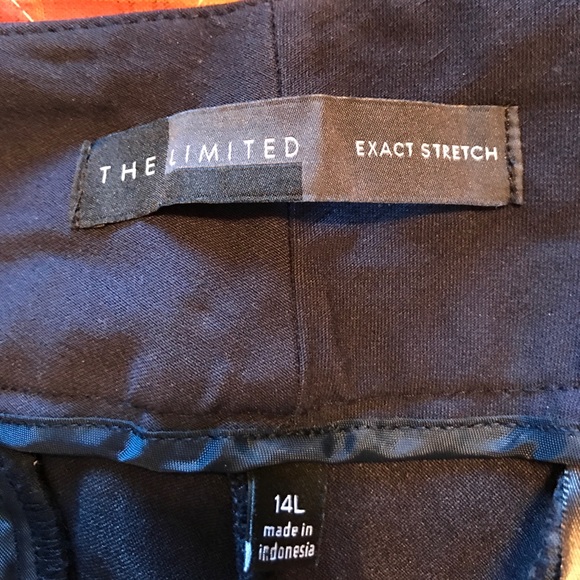 THE LIMITED EXACT STRETCH
14L
made in
indonesia